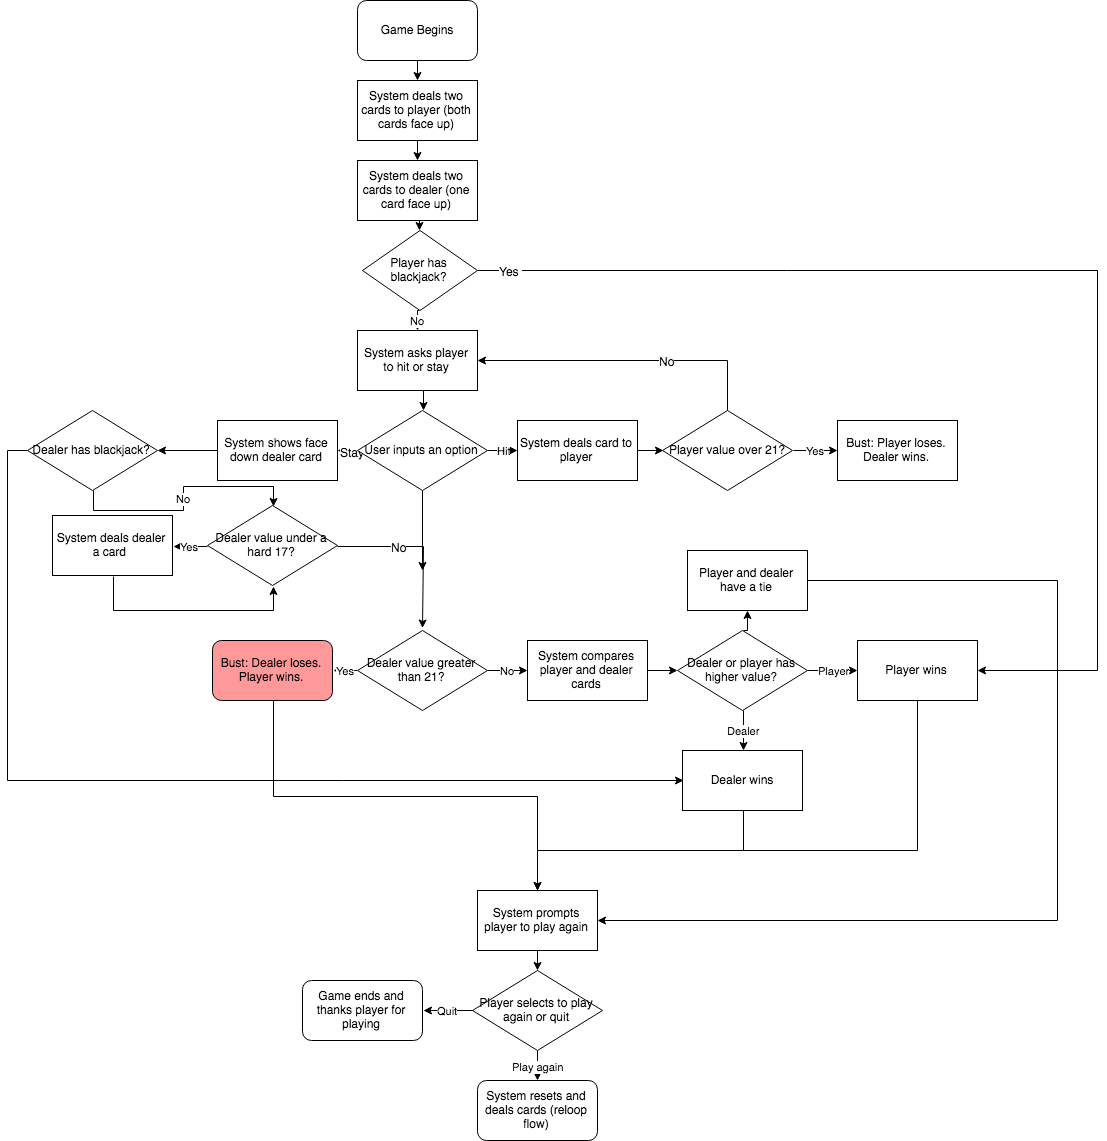 Game Begins
System deals two
cards to player (both
cards face up)
System deals two
cards to dealer (one
card face up)
Player has
blackjack?
Yes
No
System asks player
to hit or stay
No
Dealer has blackjack?
System shows face
down dealer card
Stay
User inputs an option
Hit
System deals card to
player
Player value over 21?
Yes
Bust: Player loses.
Dealer wins.
No
System deals dealer
a card
Yes
Dealer value under a
hard 17?
No
Player and dealer
have a tie
Bust: Dealer loses.
Player wins.
Yes
Dealer value greater
than 21?
No
System compares
player and dealer
cards
Dealer or player has
higher value?
Player
Player wins
Dealer
Dealer wins
System prompts
player to play again
Game ends and
thanks player for
playing
Quit
Player selects to play
again or quit
Play again
System resets and
deals cards (reloop
flow)